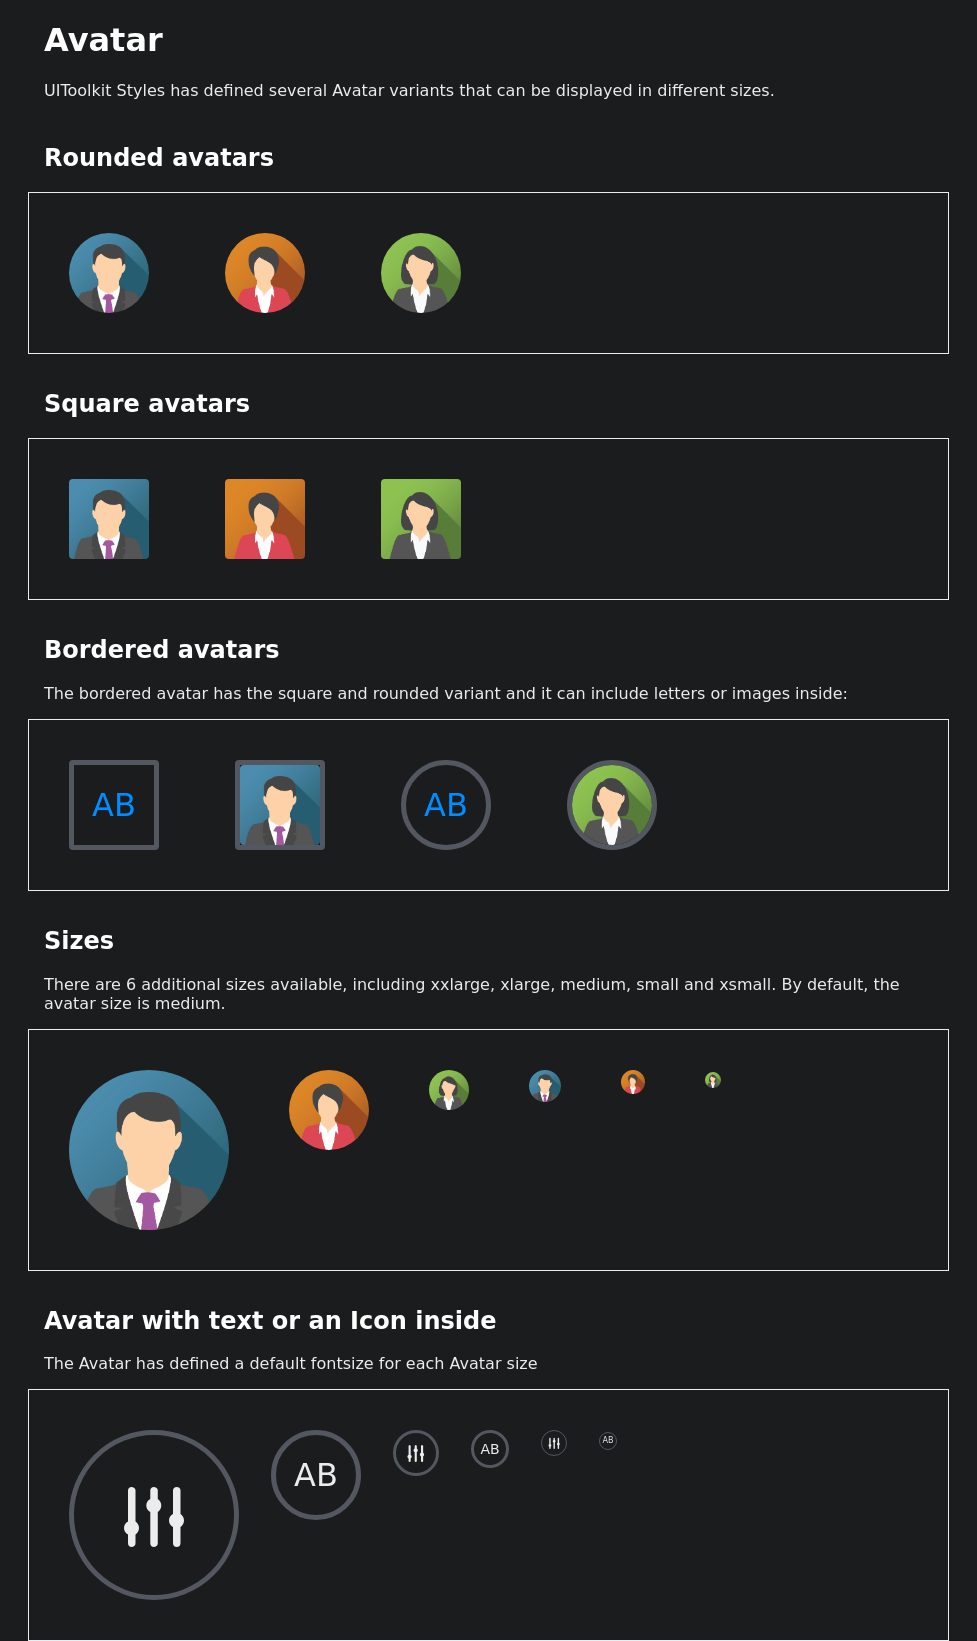 Avatar
UIToolkit Styles has defined several Avatar variants that can be displayed in different sizes.
Rounded avatars
Square avatars
Bordered avatars
The bordered avatar has the square and rounded variant and it can include letters or images inside:
AB
AB
Sizes
There are 6 additional sizes available, including xxlarge, xlarge, medium, small and xsmall. By default, the
avatar size is medium.
Avatar with text or an Icon inside
The Avatar has defined a default fontsize for each Avatar size
AB
AB
AB